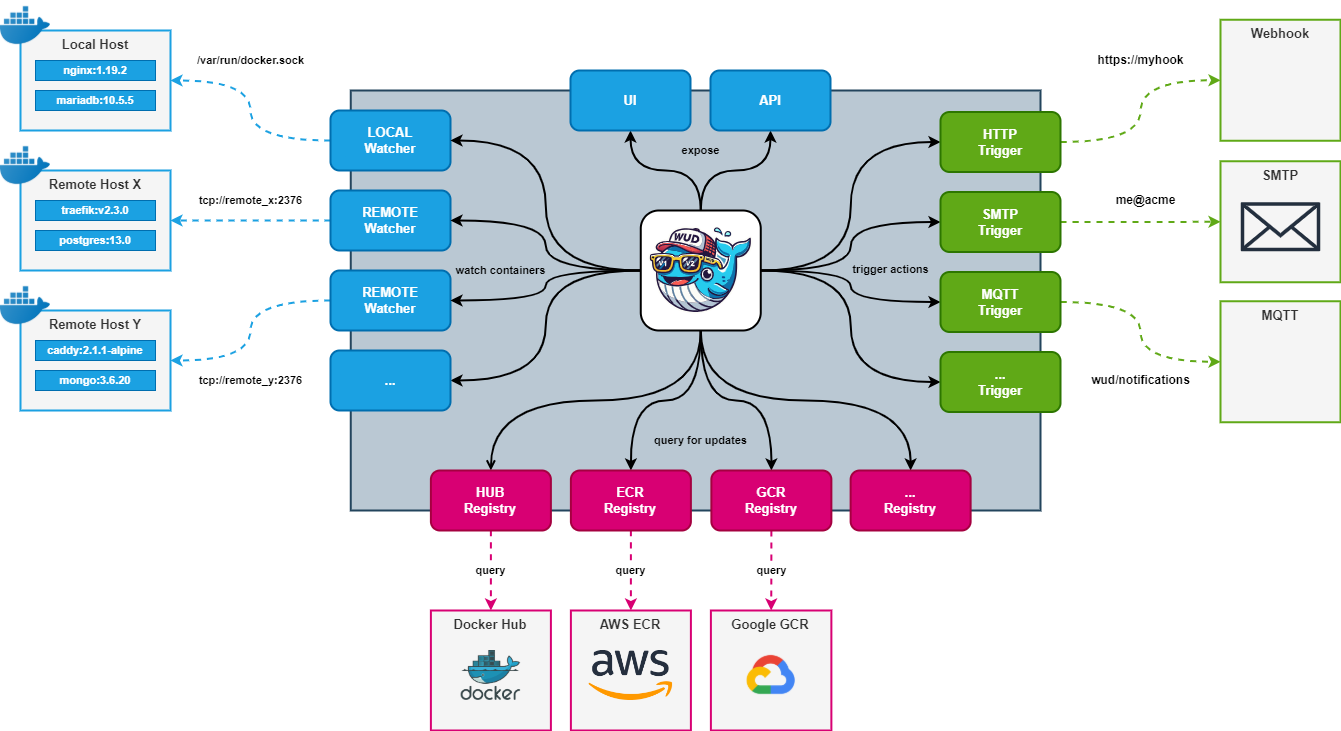 Local Host
nginx:1.19.2
mariadb:10.5.5
/var/run/docker.sock
Remote Host X
traefik:v2.3.0
postgres:13.0
tcp://remote_x:2376
Remote Host Y
caddy:2.1.1-alpine
mongo:3.6.20
tcp://remote_y:2376
LOCAL
Watcher
REMOTE
Watcher
REMOTE
Watcher
...
watch containers
UI
API
expose
WUD
V1 V2
trigger actions
HTTP
Trigger
SMTP
Trigger
MQTT
Trigger
...
Trigger
https://myhook
me@acme
wud/notifications
Webhook
SMTP
MQTT
query for updates
HUB
Registry
ECR
Registry
GCR
Registry
...
Registry
query
query
query
Docker Hub
docker
AWS ECR
aws
Google GCR